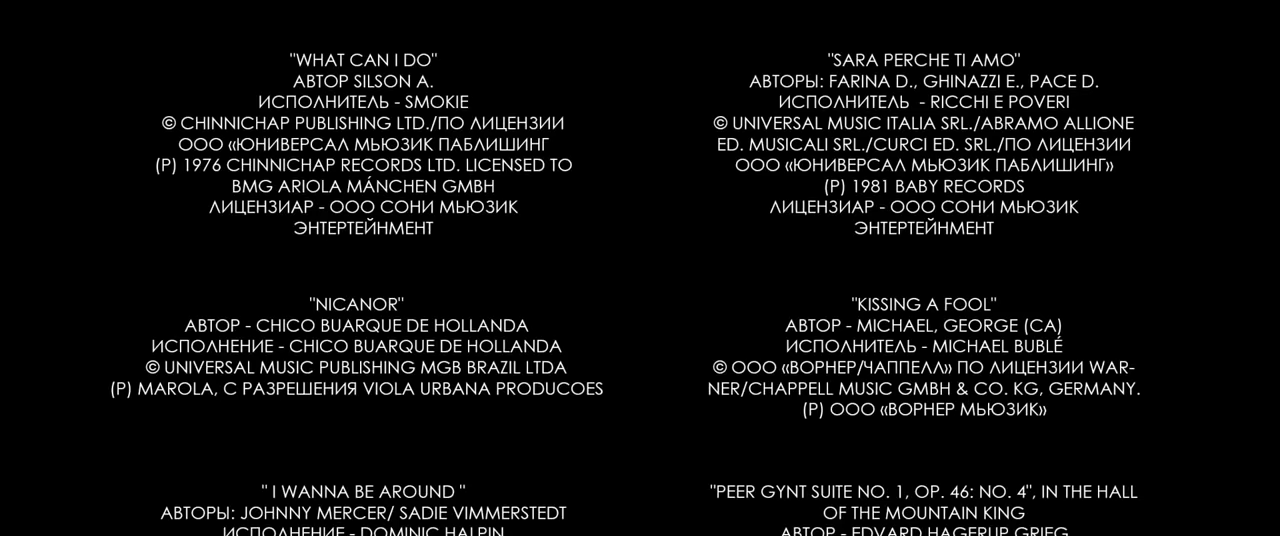 "WHAT CAN I DO"
АВТОР SILSON A.
ИСПОЛНИТЕЛЬ - SMOKIE
© CHINNICHAP PUBLISHING LTD./ПО ЛИЦЕНЗИИ
ООО «ЮНИВЕРСАЛ МЬЮЗИК ПАБЛИШИНГ
(P) 1976 CHINNICHAP RECORDS LTD. LICENSED TO
BMG ARIOLA MÁNCHEN GMBH
ЛИЦЕНЗИАР - ООО СОНИ МЬЮЗИК
ЭНТЕРТЕЙНМЕНТ
"SARA PERCHE TI AMO"
АВТОРЫ: FARINA D., GHINAZZI E., PACE D.
ИСПОЛНИТЕЛЬ - RICCHI E POVERI
© UNIVERSAL MUSIC ITALIA SRL./ABRAMO ALLIONE
ED. MUSICALI SRL./CURCI ED. SRL./ПО ЛИЦЕНЗИИ
ООО «ЮНИВЕРСАЛ МЬЮЗИК ПАБЛИШИНГ»
(P) 1981 BABY RECORDS
ЛИЦЕНЗИАР - ООО СОНИ МЬЮЗИК
ЭНТЕРТЕЙНМЕНТ
"NICANOR"
АВТОР - CHICO BUARQUE DE HOLLANDA
ИСПОЛНЕНИЕ - CHICO BUARQUE DE HOLLANDA
© UNIVERSAL MUSIC PUBLISHING MGB BRAZIL LTDA
(P) MAROLA, С РАЗРЕШЕНИЯ VIOLA URBANA PRODUCOES
"KISSING A FOOL"
АВТОР - MICHAEL, GEORGE (CA)
ИСПОЛНИТЕЛЬ - MICHAEL BUBLÉ
© ООО «ВОРНЕР/ЧАППЕЛЛ» ПО ЛИЦЕНЗИИ WAR-
NER/CHAPPELL MUSIC GMBH & CO. KG, GERMANY.
(P) ООО «ВОРНЕР МЬЮЗИК»
" I WANNA BE AROUND "
АВТОРЫ: JOHNNY MERCER/ SADIE VIMMERSTEDT
ИСПОЛНЕНИЕ - DOMINIC HALPIN
"PEER GYNT SUITE NO. 1, OP. 46: NO. 4", IN THE HALL
OF THE MOUNTAIN KING
АВТОР - EDVARD HAGERUP GRIEG